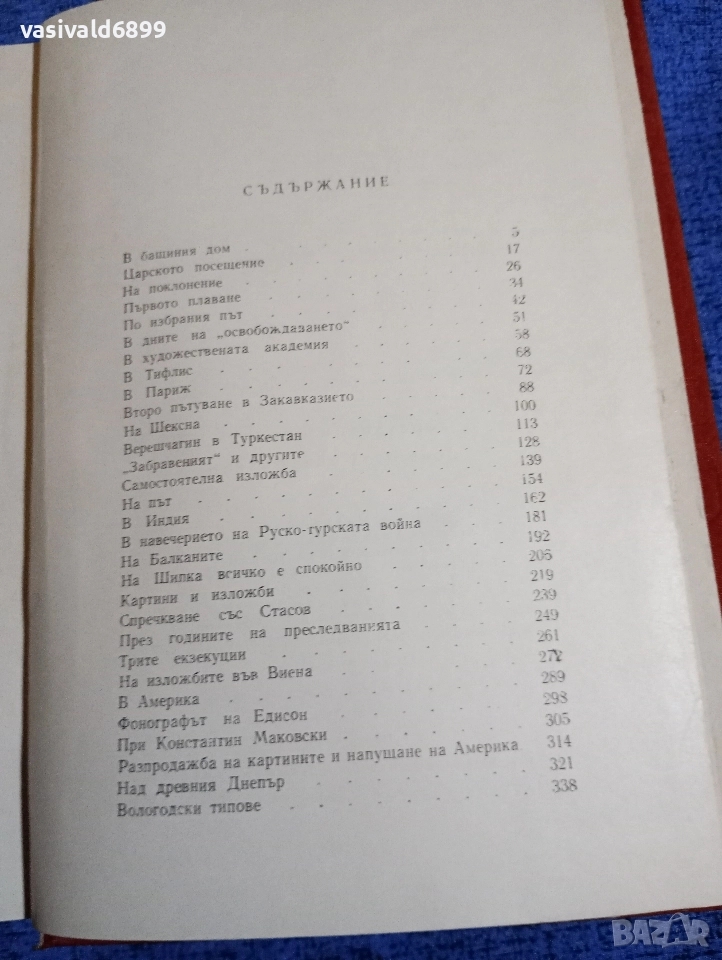 vasivald6899
СЪДЪРЖАНИЕ
В бащиния дом . . . . . . . 5
Царското посещение . . . . . . 17
На поклонение . . . . . . . 26
Първото плаване . . . . . . . 34
По избрания път . . . . . . . 42
В дните на „освобождаването“ . . . . 51
В художествената академия . . . . . 58
В Тифлис . . . . . . . . 68
В Париж . . . . . . . . 72
Второ пътуване в Закавказието . . . . 88
На Шексна . . . . . . . . 100
Верешчагин в Туркестан . . . . . 113
„Забравеният“ и другите . . . . . 128
Самостоятелна изложба . . . . . . 139
На път . . . . . . . . . 154
В Индия . . . . . . . . 162
В навечерието на Руско-турската война . . . 181
На Балканите . . . . . . . 192
На Шипка всичко е спокойно . . . . 205
Картини и изложби . . . . . . 219
Спречкване със Стасов . . . . . 239
През годините на преследванията . . . . 249
Трите екзекуции . . . . . . . 261
На изложбите във Виена . . . . . 272
В Америка . . . . . . . . 289
Фонографът на Едисон . . . . . 298
При Константин Маковски . . . . . 305
Разпродажба на картините и напущане на Америка 314
Над древния Днепър . . . . . . 321
Вологодски типове . . . . . . 338
BAZAR